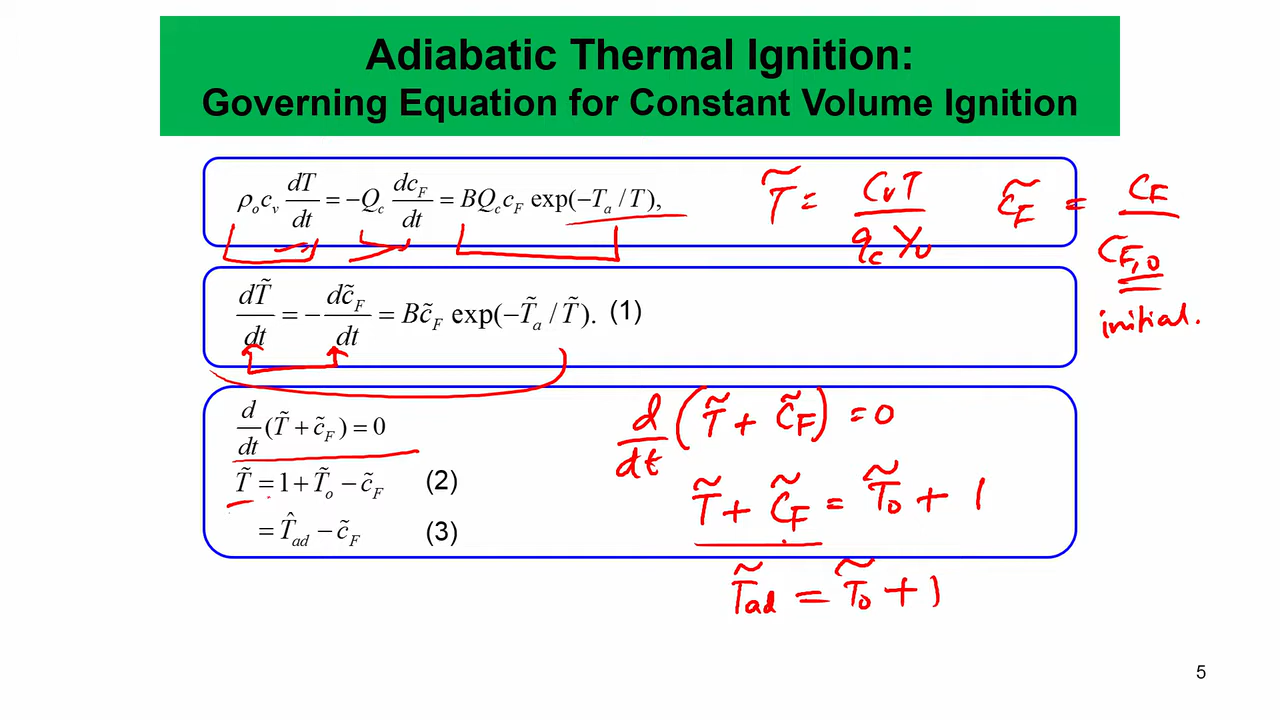 Adiabatic Thermal Ignition:
Governing Equation for Constant Volume Ignition
ρ_o c_v dT/dt = −Q_c dc_F/dt = BQ_c c_F exp(−T_a / T),
T̃ = C_v T / q_c Y_0
c̃_F = C_F / C_F,0
initial.
dT̃/dt = − dc̃_F/dt = Bc̃_F exp(−T̃_a / T̃). (1)
d/dt (T̃ + c̃_F) = 0
d/dt (T̃ + C̃_F) = 0
T̃ = 1 + T̃_o − c̃_F (2)
T̃ + C̃_F = T̃_0 + 1
= T̂_ad − c̃_F (3)
T̃_ad = T̃_0 + 1
5